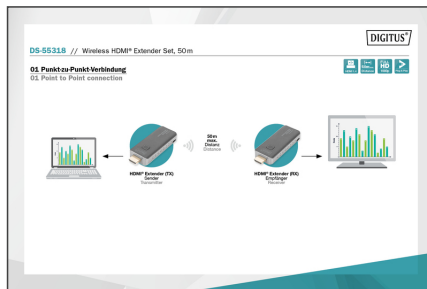 DIGITUS®
DS-55318 // Wireless HDMI® Extender Set, 50m
01 Punkt-zu-Punkt-Verbindung
01 Point to Point connection
50m
max.
Distanz
Distance
HDMI® Extender (TX)
Sender
Transmitter
HDMI® Extender (RX)
Empfänger
Receiver